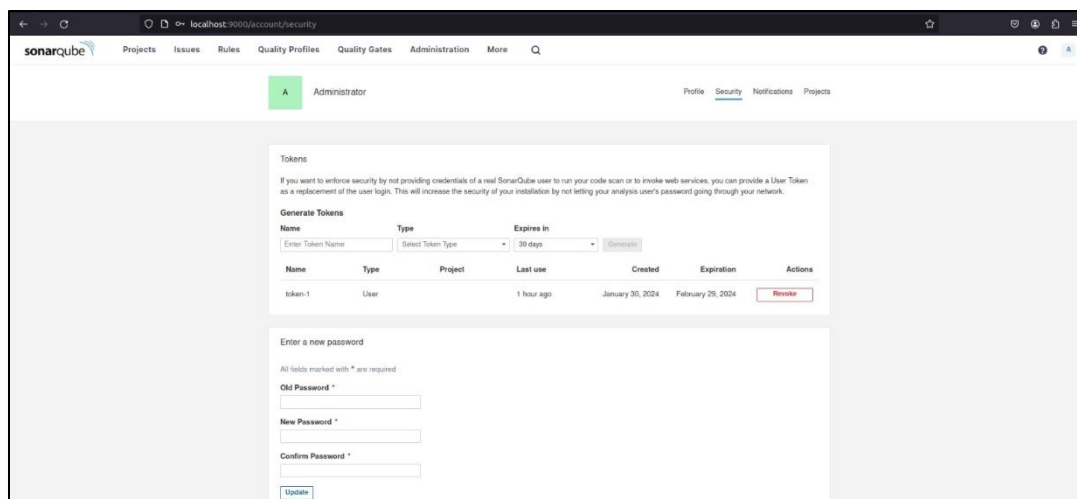 localhost:9000/account/security
sonarqube Projects Issues Rules Quality Profiles Quality Gates Administration More A
A Administrator Profile Security Notifications Projects
Tokens
If you want to enforce security by not providing credentials of a real SonarQube user to run your code scan or to invoke web services, you can provide a User Token
as a replacement of the user login. This will increase the security of your installation by not letting your analysis user's password going through your network.
Generate Tokens
Name Type Expires in
Enter Token Name Select Token Type 30 days Generate
Name Type Project Last use Created Expiration Actions
token-1 User 1 hour ago January 30, 2024 February 29, 2024 Revoke
Enter a new password
All fields marked with * are required
Old Password *
New Password *
Confirm Password *
Update